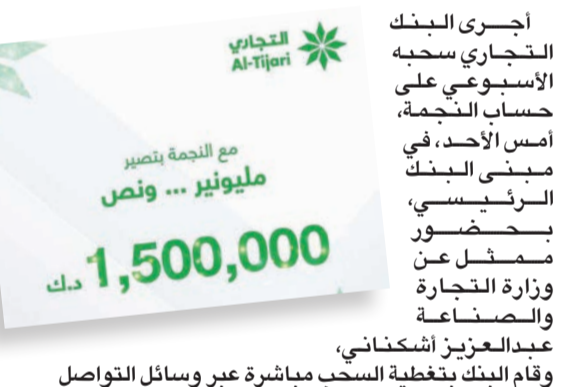 أجرى البنك
التجاري سحبه
الأسبوعي على
حساب النجمة،
أمس الأحد، في
مبنى البنك
الرئيسي،
بحضور
ممثل عن
وزارة التجارة
والصناعة
عبدالعزيز أشكناني،
وقام البنك بتغطية السحب مباشرة عبر وسائل التواصل
التجاري
Al-Tijari
مع النجمة بتصير
مليونير ... ونص
1,500,000 د.ك